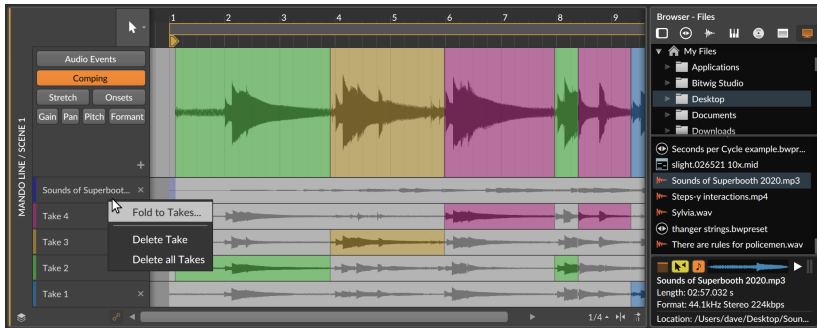 1 2 3 4 5 6 7 8 9
Audio Events
Comping
Stretch Onsets
Gain Pan Pitch Formant
+
MANDO LINE / SCENE 1
Sounds of Superboot... ×
Take 4
Take 3
Take 2
Take 1 ×
Fold to Takes...
Delete Take
Delete all Takes
1/4
Browser - Files
My Files
Applications
Bitwig Studio
Desktop
Documents
Downloads
Seconds per Cycle example.bwpr...
slight.026521 10x.mid
Sounds of Superbooth 2020.mp3
Steps-y interactions.mp4
Sylvia.wav
thanger strings.bwpreset
There are rules for policemen.wav
Sounds of Superbooth 2020.mp3
Length: 02:57.032 s
Format: 44.1kHz Stereo 224kbps
Location: /Users/dave/Desktop/Soun...